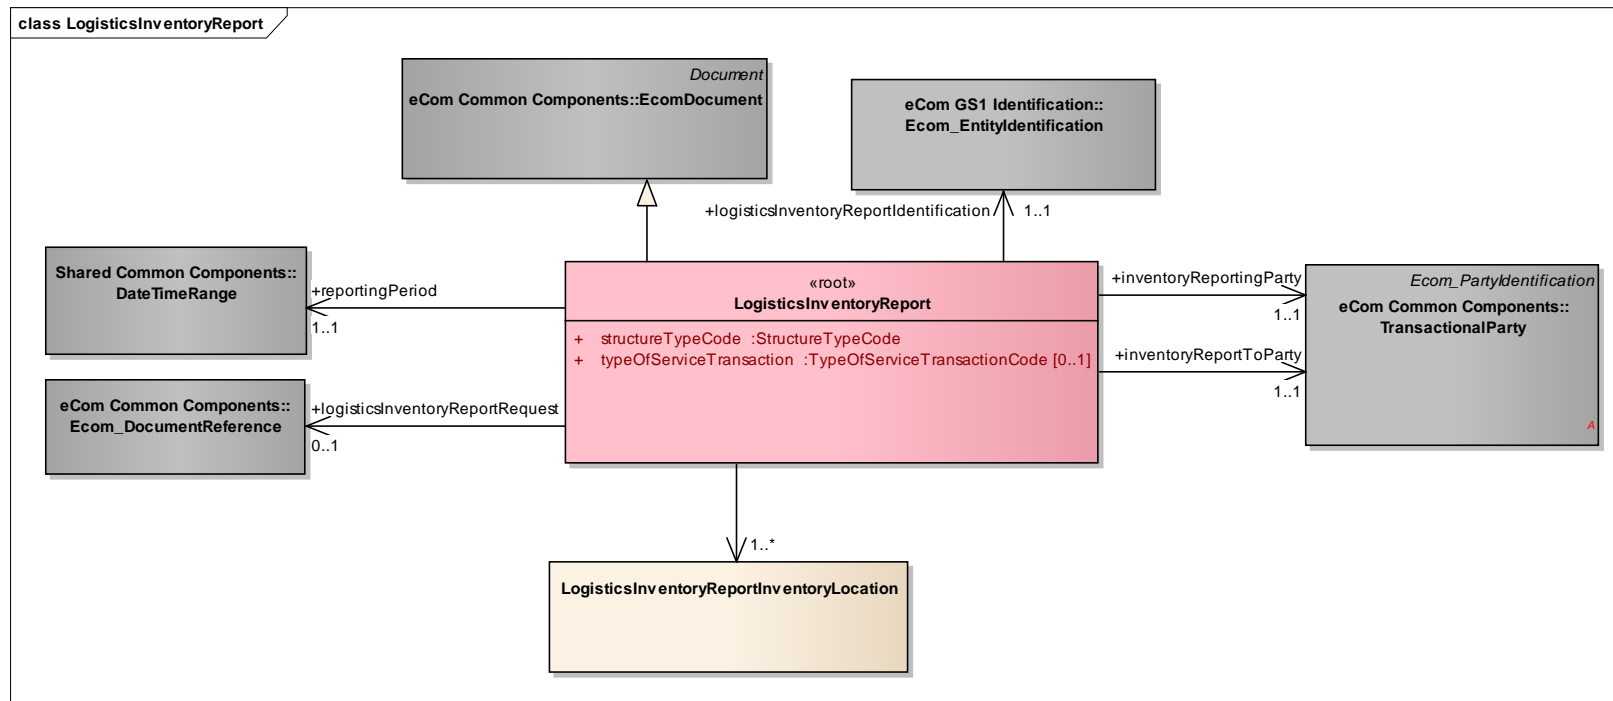 class LogisticsInventoryReport
Document
eCom Common Components::EcomDocument
eCom GS1 Identification::
Ecom_EntityIdentification
+logisticsInventoryReportIdentification
1..1
Shared Common Components::
DateTimeRange
+reportingPeriod
1..1
«root»
LogisticsInventoryReport
+ structureTypeCode :StructureTypeCode
+ typeOfServiceTransaction :TypeOfServiceTransactionCode [0..1]
+inventoryReportingParty
1..1
+inventoryReportToParty
1..1
Ecom_PartyIdentification
eCom Common Components::
TransactionalParty
A
eCom Common Components::
Ecom_DocumentReference
+logisticsInventoryReportRequest
0..1
1..*
LogisticsInventoryReportInventoryLocation